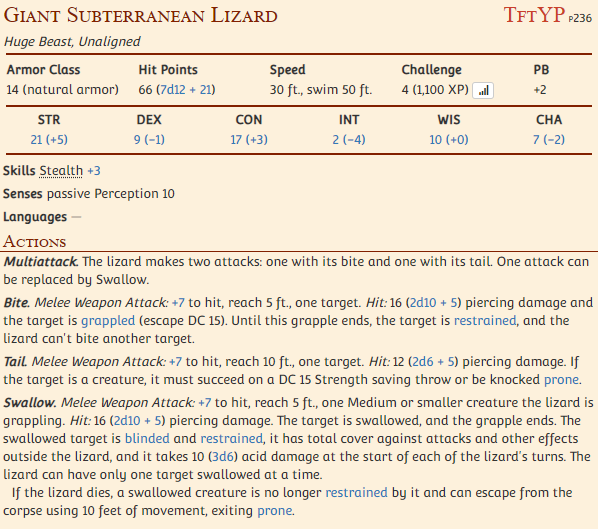 Giant Subterranean Lizard TftYP p236
Huge Beast, Unaligned
Armor Class Hit Points Speed Challenge PB
14 (natural armor) 66 (7d12 + 21) 30 ft., swim 50 ft. 4 (1,100 XP) +2
STR DEX CON INT WIS CHA
21 (+5) 9 (−1) 17 (+3) 2 (−4) 10 (+0) 7 (−2)
Skills Stealth +3
Senses passive Perception 10
Languages —
Actions
Multiattack. The lizard makes two attacks: one with its bite and one with its tail. One attack can
be replaced by Swallow.
Bite. Melee Weapon Attack: +7 to hit, reach 5 ft., one target. Hit: 16 (2d10 + 5) piercing damage and
the target is grappled (escape DC 15). Until this grapple ends, the target is restrained, and the
lizard can't bite another target.
Tail. Melee Weapon Attack: +7 to hit, reach 10 ft., one target. Hit: 12 (2d6 + 5) piercing damage. If
the target is a creature, it must succeed on a DC 15 Strength saving throw or be knocked prone.
Swallow. Melee Weapon Attack: +7 to hit, reach 5 ft., one Medium or smaller creature the lizard is
grappling. Hit: 16 (2d10 + 5) piercing damage. The target is swallowed, and the grapple ends. The
swallowed target is blinded and restrained, it has total cover against attacks and other effects
outside the lizard, and it takes 10 (3d6) acid damage at the start of each of the lizard's turns. The
lizard can have only one target swallowed at a time.
If the lizard dies, a swallowed creature is no longer restrained by it and can escape from the
corpse using 10 feet of movement, exiting prone.